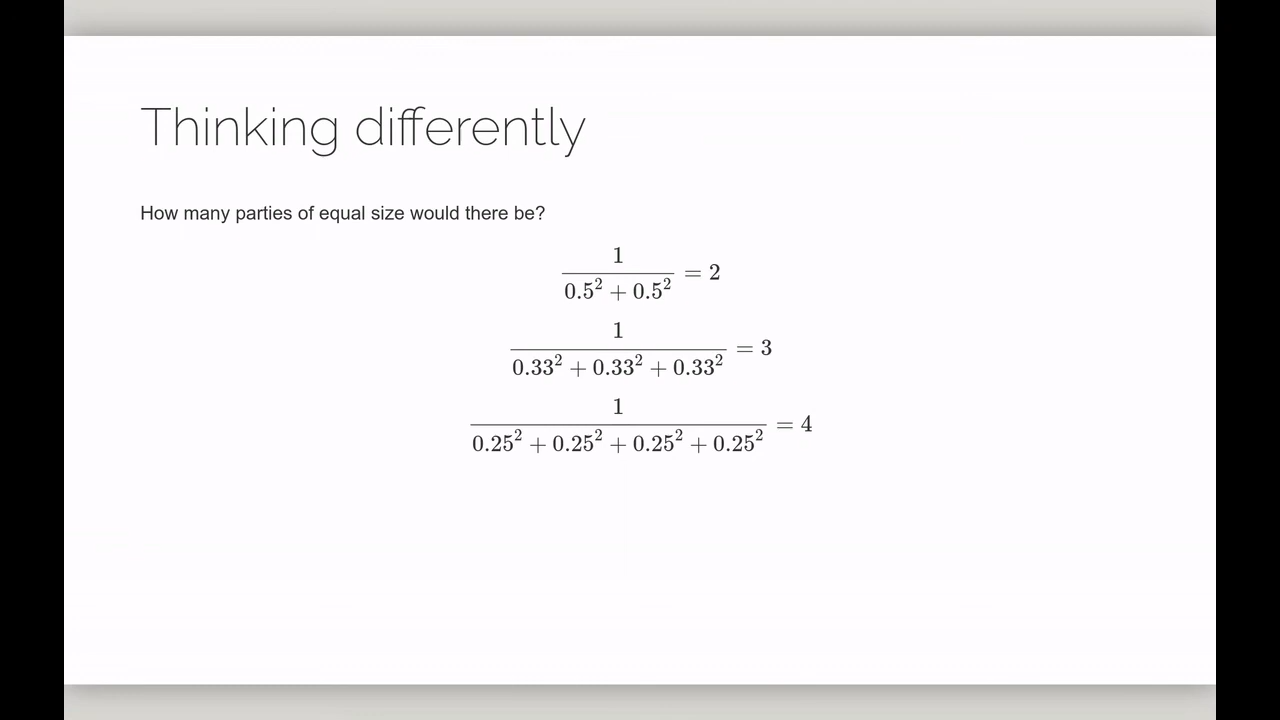 Thinking differently
How many parties of equal size would there be?
1
0.5² + 0.5² = 2
1
0.33² + 0.33² + 0.33² = 3
1
0.25² + 0.25² + 0.25² + 0.25² = 4